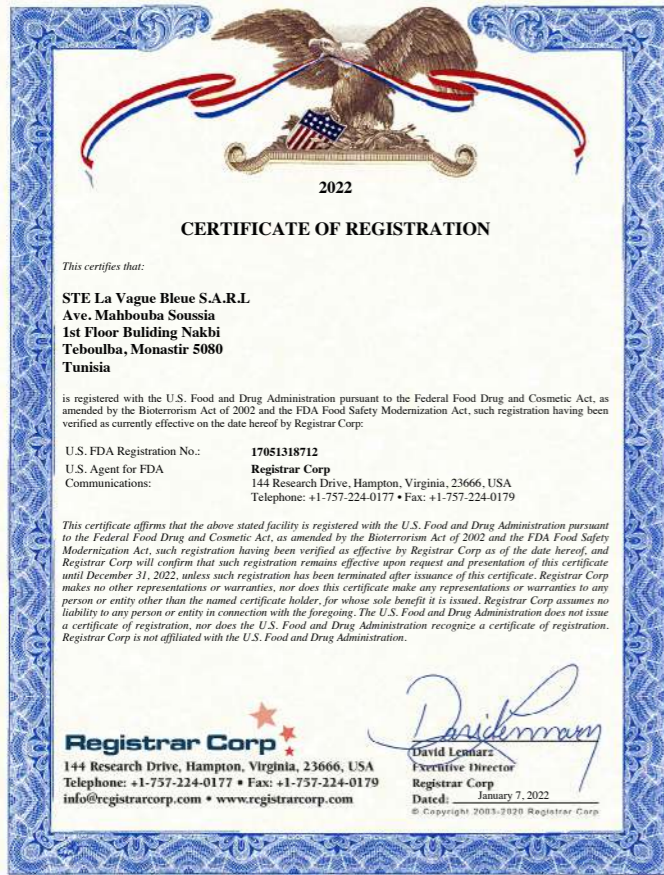 2022
CERTIFICATE OF REGISTRATION
This certifies that:
STE La Vague Bleue S.A.R.L
Ave. Mahbouba Soussia
1st Floor Buliding Nakbi
Teboulba, Monastir 5080
Tunisia
is registered with the U.S. Food and Drug Administration pursuant to the Federal Food Drug and Cosmetic Act, as
amended by the Bioterrorism Act of 2002 and the FDA Food Safety Modernization Act, such registration having been
verified as currently effective on the date hereof by Registrar Corp:
U.S. FDA Registration No.: 17051318712
U.S. Agent for FDA Registrar Corp
Communications: 144 Research Drive, Hampton, Virginia, 23666, USA
Telephone: +1-757-224-0177 • Fax: +1-757-224-0179
This certificate affirms that the above stated facility is registered with the U.S. Food and Drug Administration pursuant
to the Federal Food Drug and Cosmetic Act, as amended by the Bioterrorism Act of 2002 and the FDA Food Safety
Modernization Act, such registration having been verified as effective by Registrar Corp as of the date hereof, and
Registrar Corp will confirm that such registration remains effective upon request and presentation of this certificate
until December 31, 2022, unless such registration has been terminated after issuance of this certificate. Registrar Corp
makes no other representations or warranties, nor does this certificate make any representations or warranties to any
person or entity other than the named certificate holder, for whose sole benefit it is issued. Registrar Corp assumes no
liability to any person or entity in connection with the foregoing. The U.S. Food and Drug Administration does not issue
a certificate of registration, nor does the U.S. Food and Drug Administration recognize a certificate of registration.
Registrar Corp is not affiliated with the U.S. Food and Drug Administration.
Registrar Corp
144 Research Drive, Hampton, Virginia, 23666, USA
Telephone: +1-757-224-0177 • Fax: +1-757-224-0179
info@registrarcorp.com • www.registrarcorp.com
David Lennarz
Executive Director
Registrar Corp
Dated: January 7, 2022
© Copyright 2003-2020 Registrar Corp